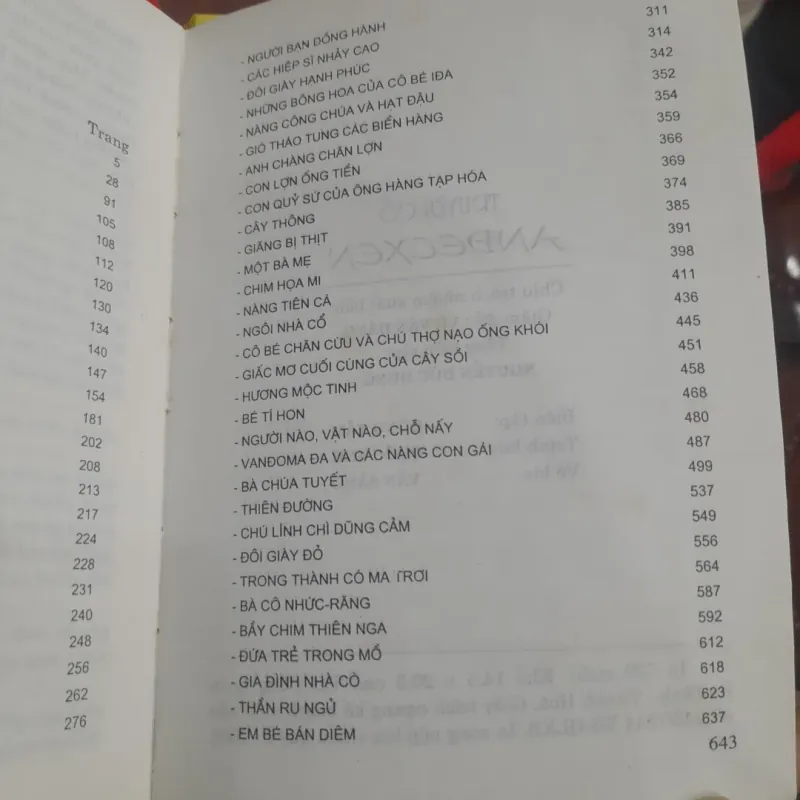 Trang
5
28
91
105
108
112
120
130
134
140
147
154
181
202
208
213
217
224
228
231
240
248
256
262
276
- NGƯỜI BẠN ĐỒNG HÀNH
- CÁC HIỆP SĨ NHẢY CAO 311
- ĐÔI GIÀY HẠNH PHÚC 314
- NHỮNG BÔNG HOA CỦA CÔ BÉ IĐA 342
- NÀNG CÔNG CHÚA VÀ HẠT ĐẬU 352
- GIÓ THÁO TUNG CÁC BIỂN HÀNG 354
- ANH CHÀNG CHĂN LỢN 359
- CON LỢN ỐNG TIỀN 366
- CON QUỶ SỨ CỦA ÔNG HÀNG TẠP HÓA 369
- CÂY THÔNG 374
- GIĂNG BỊ THỊT 385
- MỘT BÀ MẸ 391
- CHIM HỌA MI 398
- NÀNG TIÊN CÁ 411
- NGÔI NHÀ CỔ 436
- CÔ BÉ CHĂN CỪU VÀ CHÚ THỢ NẠO ỐNG KHÓI 445
- GIẤC MƠ CUỐI CÙNG CỦA CÂY SỒI 451
- HƯƠNG MỘC TINH 458
- BÉ TÍ HON 468
- NGƯỜI NÀO, VẬT NÀO, CHỖ NẤY 480
- VANĐOMA ĐA VÀ CÁC NÀNG CON GÁI 487
- BÀ CHÚA TUYẾT 499
- THIÊN ĐƯỜNG 537
- CHÚ LÍNH CHÌ DŨNG CẢM 549
- ĐÔI GIÀY ĐỎ 556
- TRONG THÀNH CÓ MA TRƠI 564
- BÀ CÔ NHỨC-RĂNG 587
- BẦY CHIM THIÊN NGA 592
- ĐỨA TRẺ TRONG MỒ 612
- GIA ĐÌNH NHÀ CÒ 618
- THẦN RỤ NGỦ 623
- EM BÉ BÁN DIÊM 637
643